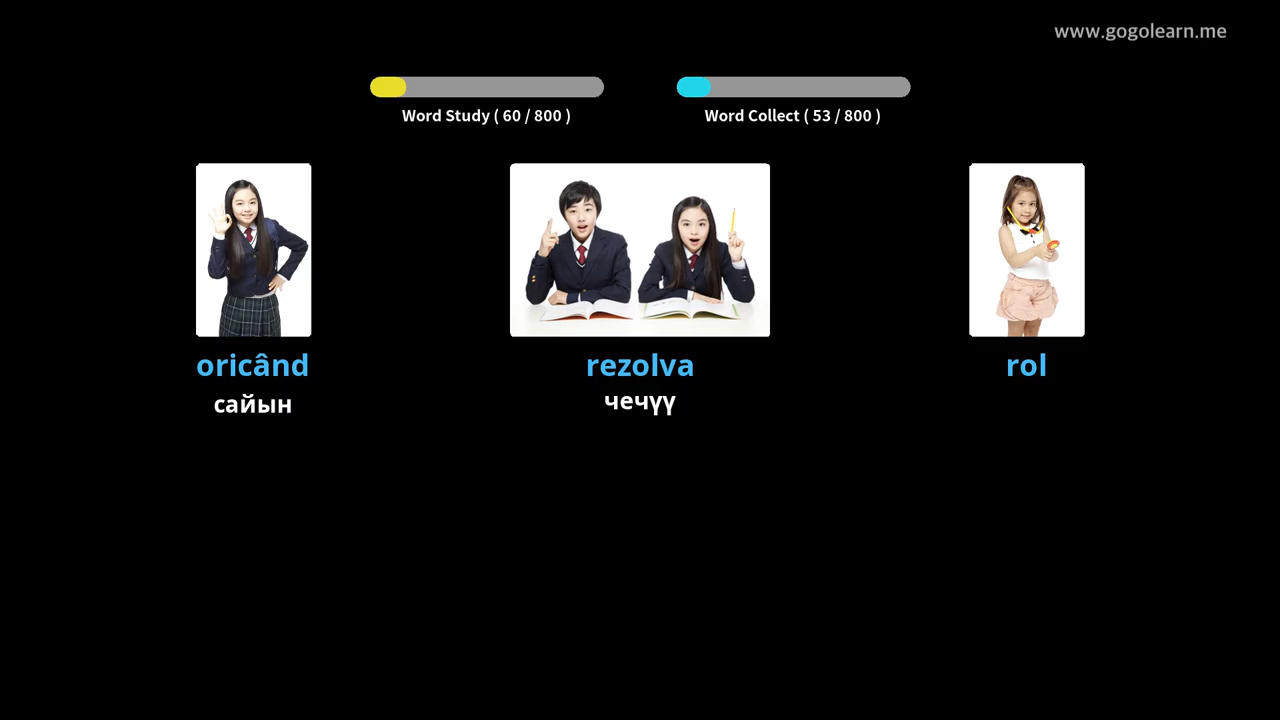 www.gogolearn.me
Word Study ( 60 / 800 )
Word Collect ( 53 / 800 )
oricând
сайын
rezolva
чечүү
rol